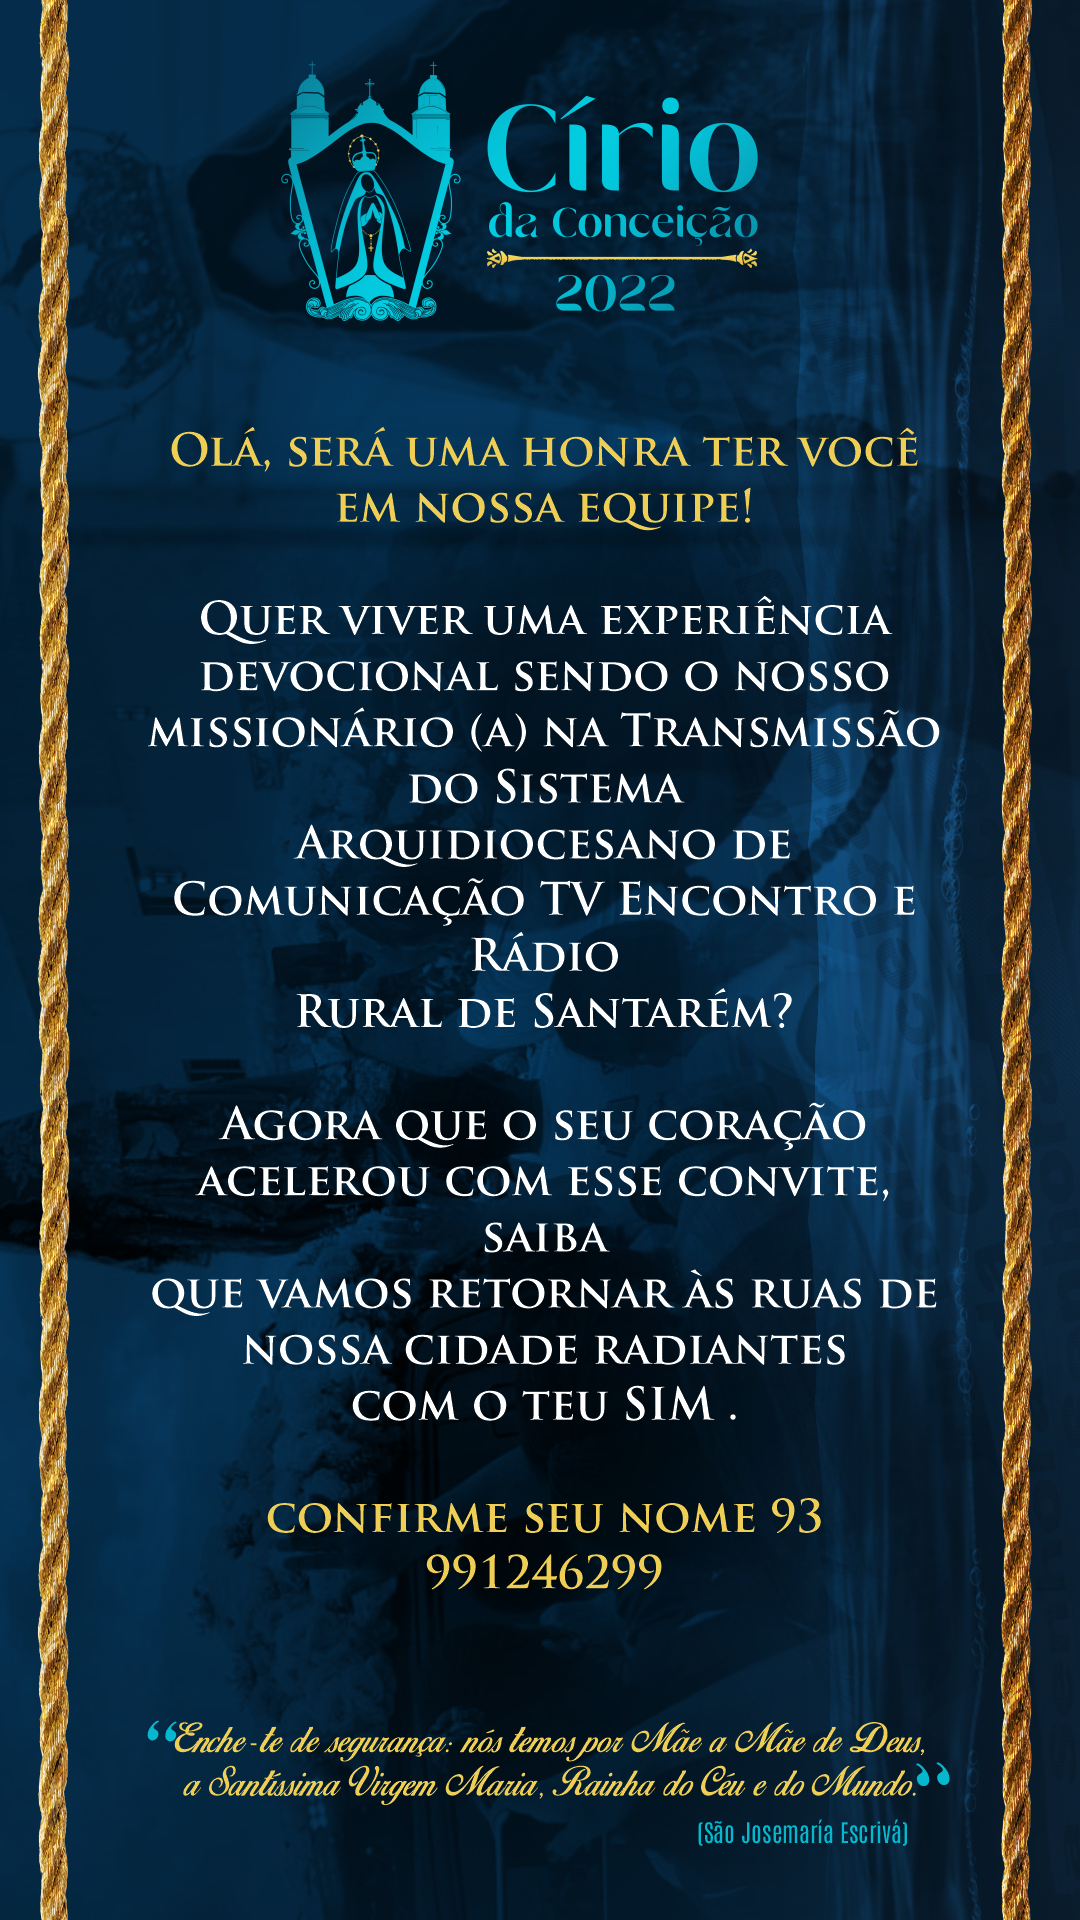 Círio
da Conceição
2022
Olá, será uma honra ter você
em nossa equipe!
Quer viver uma experiência
devocional sendo o nosso
missionário (a) na Transmissão
do Sistema
Arquidiocesano de
Comunicação TV Encontro e
Rádio
Rural de Santarém?
Agora que o seu coração
acelerou com esse convite,
saiba
que vamos retornar às ruas de
nossa cidade radiantes
com o teu SIM .
confirme seu nome 93
991246299
“Enche-te de segurança: nós temos por Mãe a Mãe de Deus,
a Santíssima Virgem Maria, Rainha do Céu e do Mundo.”
(São Josemaría Escrivá)